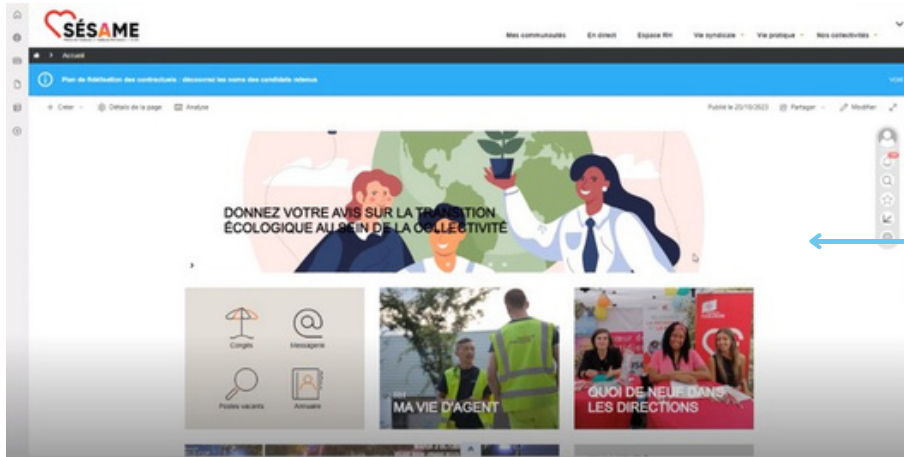 SÉSAME
Mes communautés
En direct
Espace RH
Vie syndicale
Vie pratique
Nos collectivités
Accueil
Plan de fidélisation des contractuels : découvrez les noms des candidats retenus
Créer
Détails de la page
Analyse
Publié le 20/10/2023
Partager
Modifier
DONNEZ VOTRE AVIS SUR LA TRANSITION
ÉCOLOGIQUE AU SEIN DE LA COLLECTIVITÉ
Congés
Messagerie
Postes vacants
Annuaire
RH
MA VIE D'AGENT
QUOI DE NEUF DANS
LES DIRECTIONS